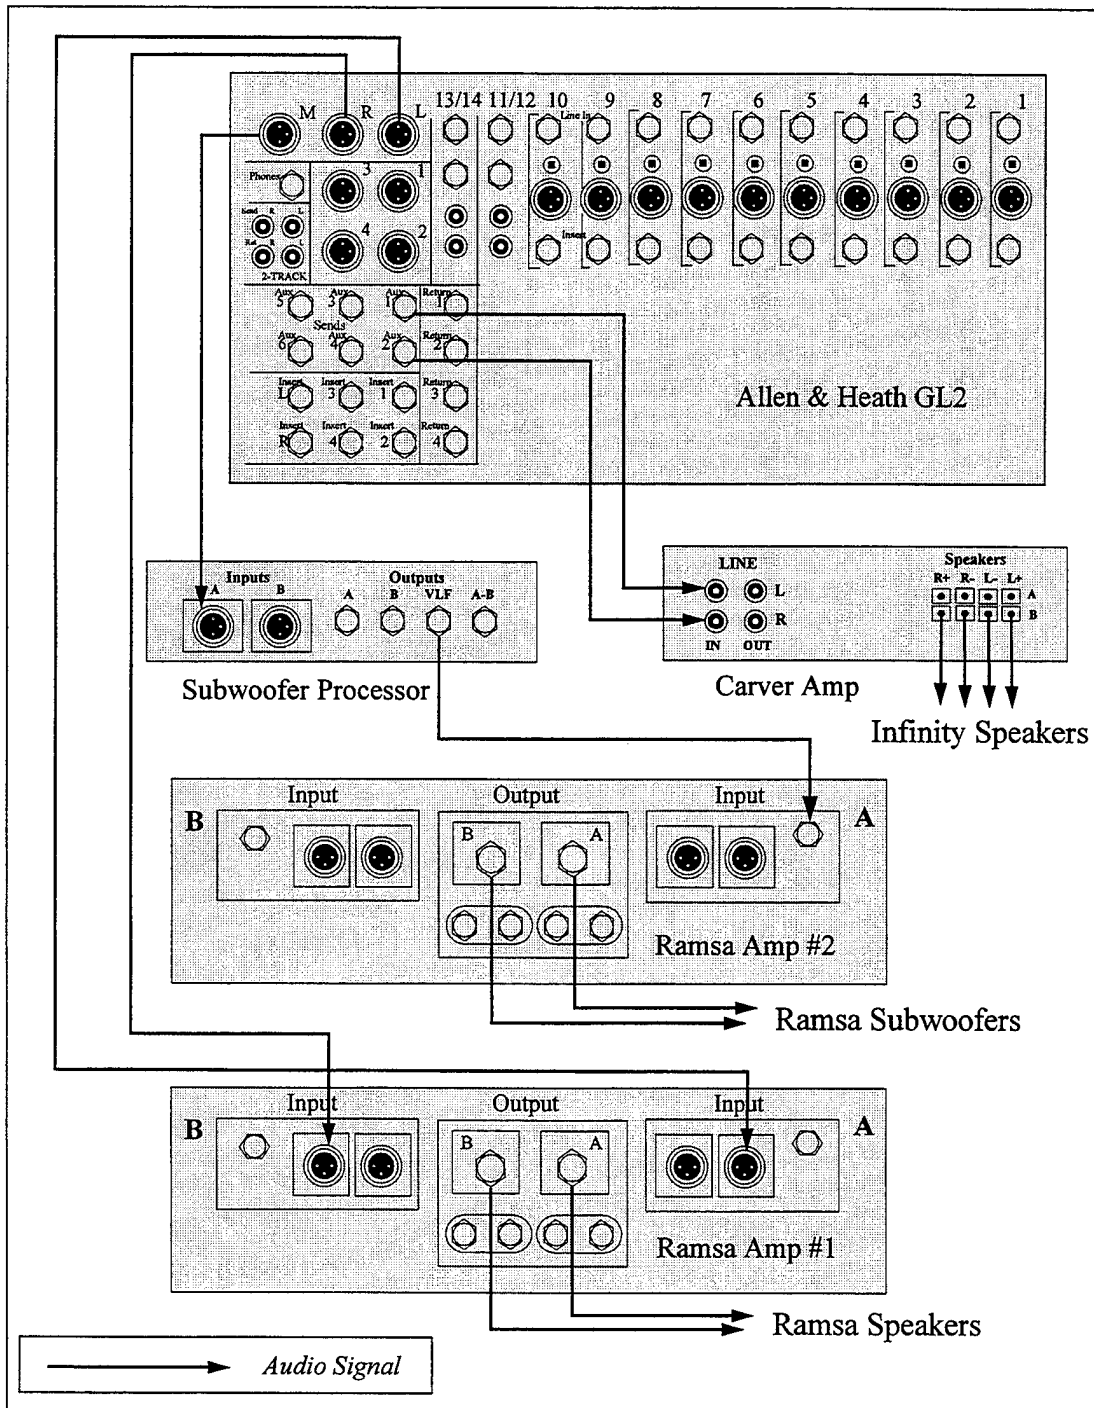 M R L 13/14 11/12 10 9 8 7 6 5 4 3 2 1
Line In
Phones
3 1
Send R L
4 2
Ret R L
2-TRACK
Insert
Aux 5 Aux 3 Aux 1 Return 1
Sends
Aux 6 Aux 4 Aux 2 Return 2
Insert L Insert 3 Insert 1 Return 3
Insert R Insert 4 Insert 2 Return 4
Allen & Heath GL2
Inputs
A B
Outputs
A B VLF A-B
Subwoofer Processor
LINE
L
R
IN OUT
Speakers
R+ R- L- L+
A
B
Carver Amp
Infinity Speakers
B Input Output Input A
B A
Ramsa Amp #2
Ramsa Subwoofers
B Input Output Input A
B A
Ramsa Amp #1
Ramsa Speakers
Audio Signal